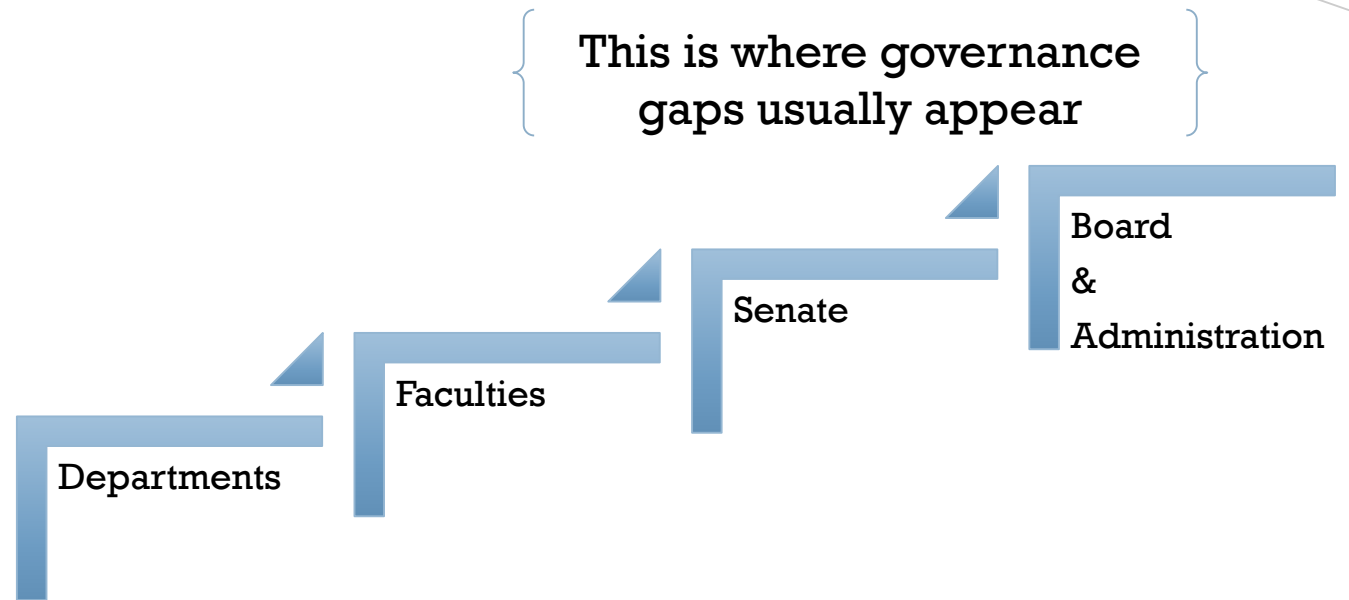 This is where governance
gaps usually appear
Board
&
Administration
Senate
Faculties
Departments